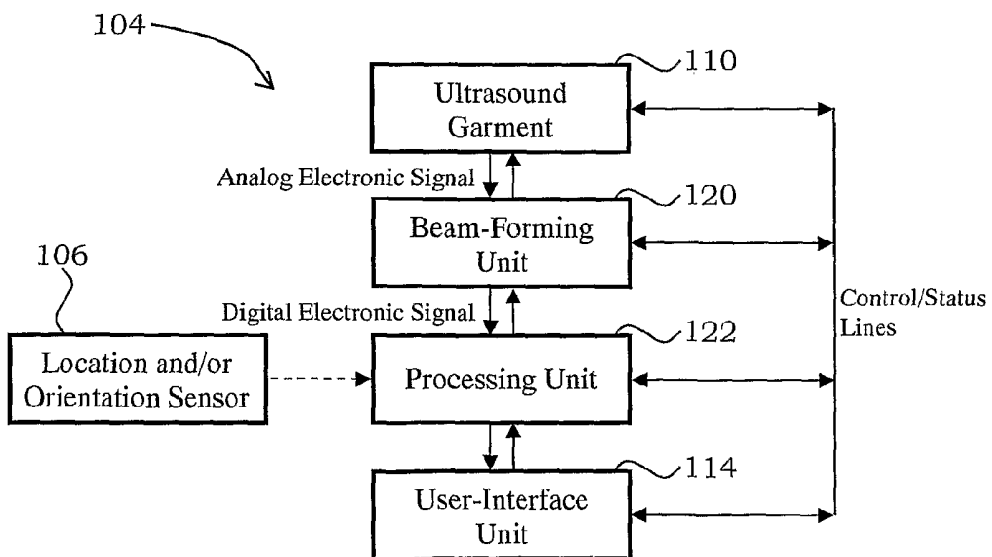 104
110
Ultrasound
Garment
Analog Electronic Signal
120
Beam-Forming
Unit
106
Digital Electronic Signal
Control/Status
Lines
122
Location and/or
Orientation Sensor
Processing Unit
114
User-Interface
Unit